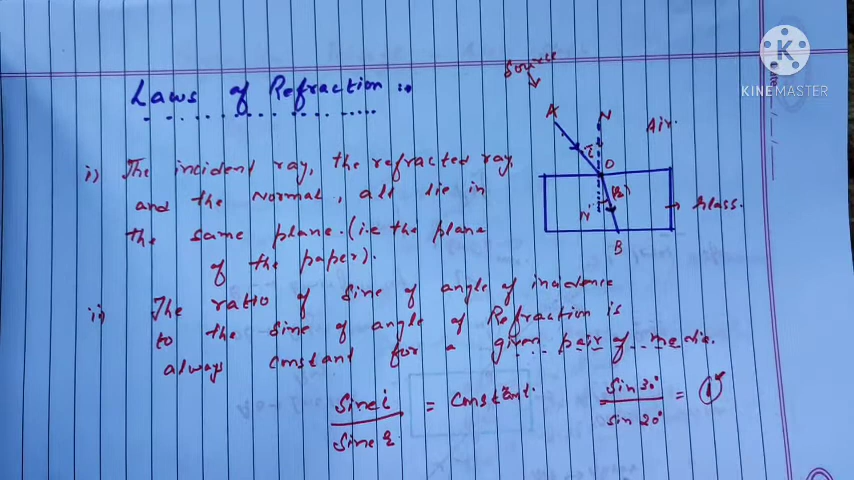 Laws of Refraction :-
i) The incident ray, the refracted ray,
and the Normal, all lie in
the same plane. (i.e the plane
of the paper).
ii) The ratio of Sine of angle of incidence
to the Sine of angle of Refraction is
always constant for a given pair of media.
Sine i / Sine r = Constant.
Sin 30° / Sin 20° = 1
Source
A
N
Air.
i
O
(r)
N'
Glass.
B
K
KINEMASTER
Date